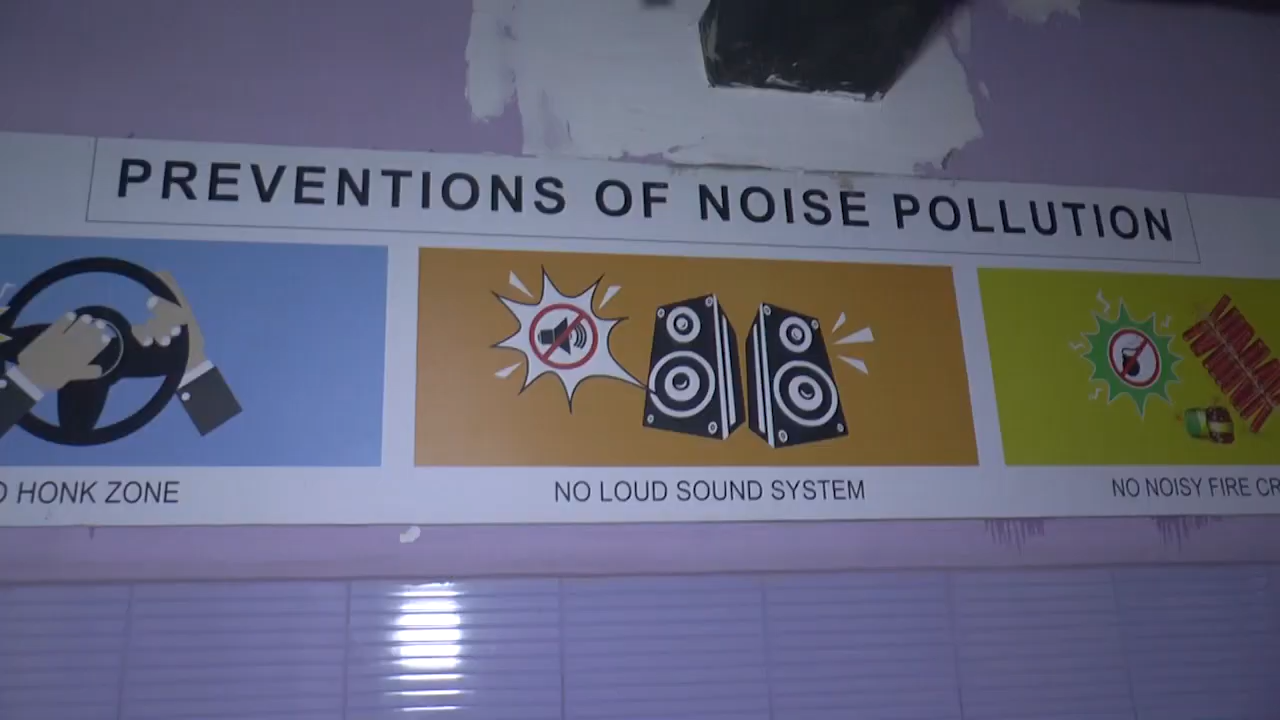 PREVENTIONS OF NOISE POLLUTION
HONK ZONE
NO LOUD SOUND SYSTEM
NO NOISY FIRE